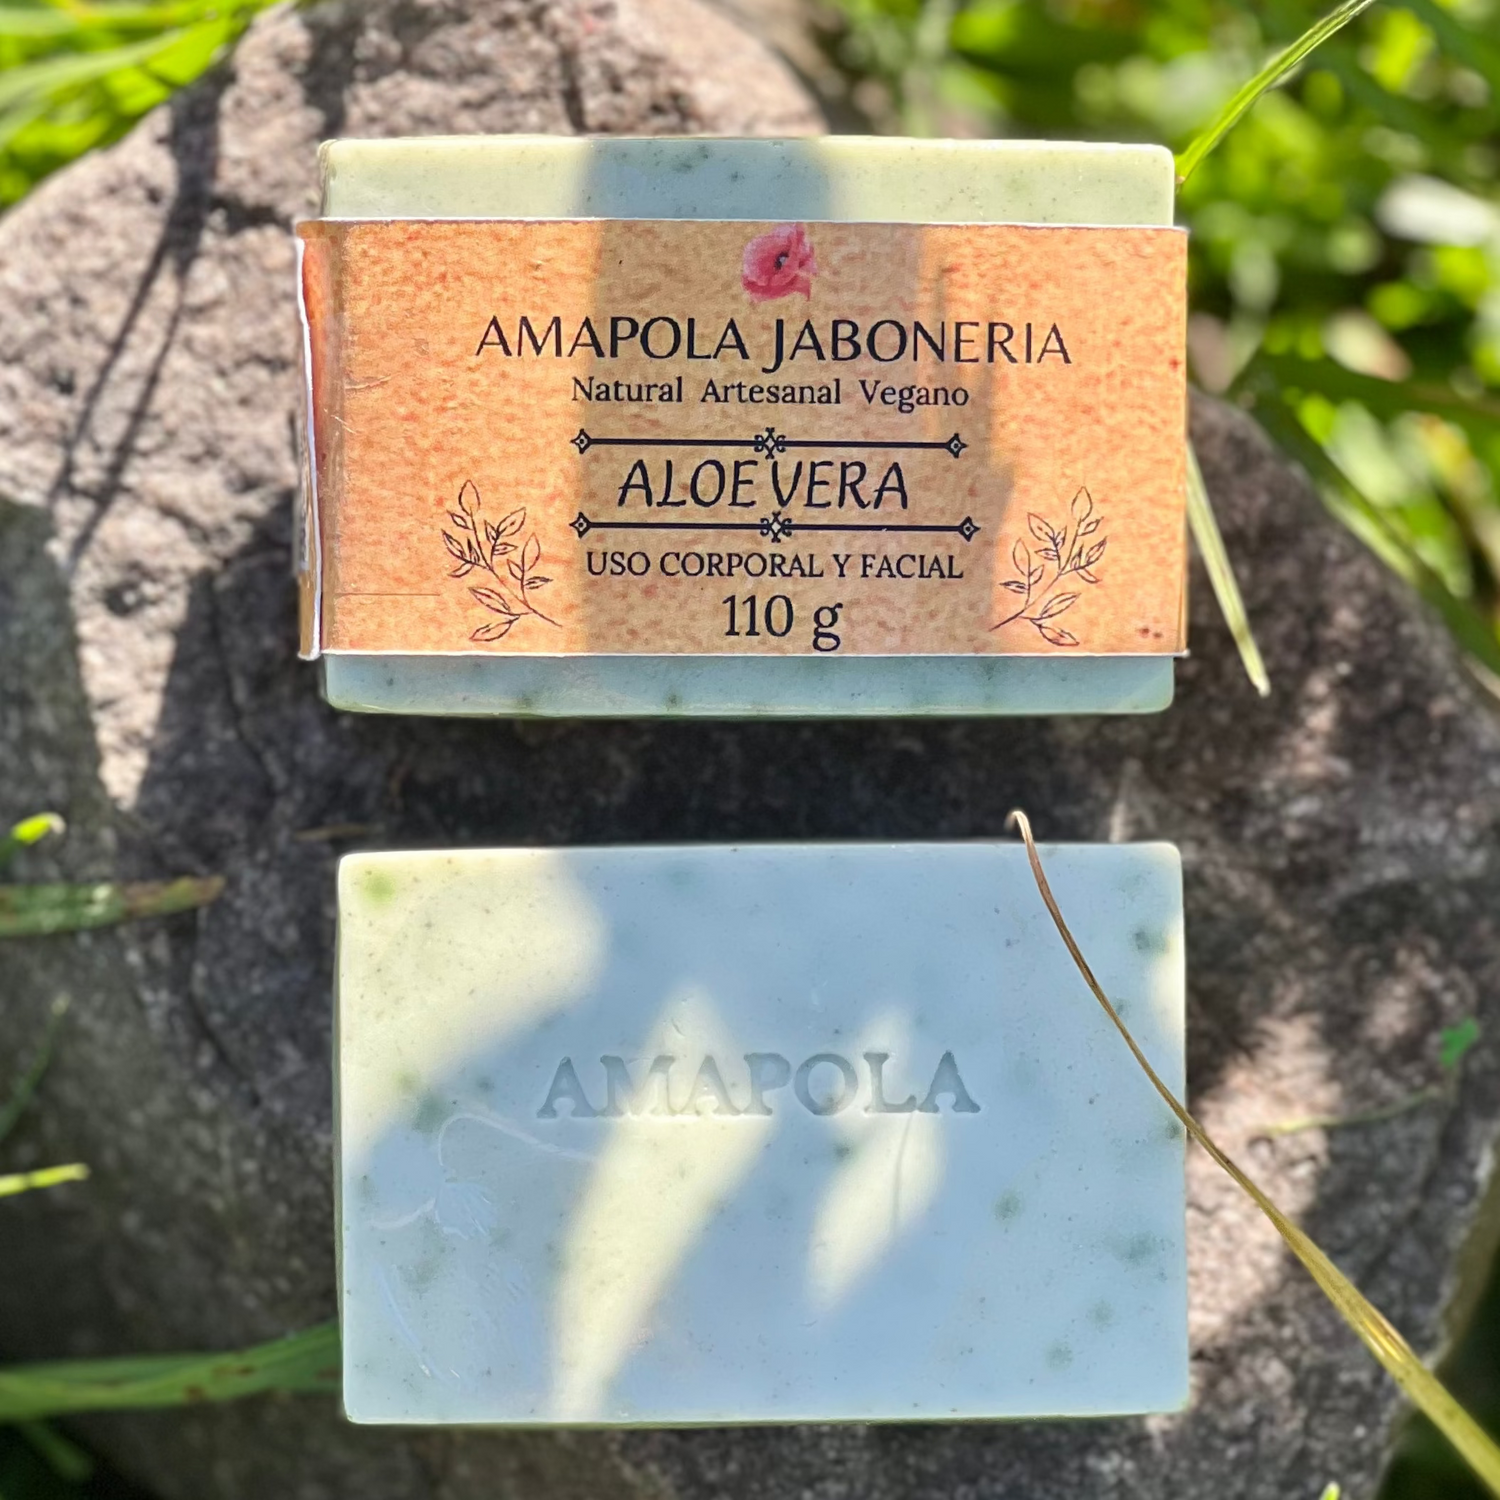 AMAPOLA JABONERIA
Natural Artesanal Vegano
ALOE VERA
USO CORPORAL Y FACIAL
110 g
AMAPOLA